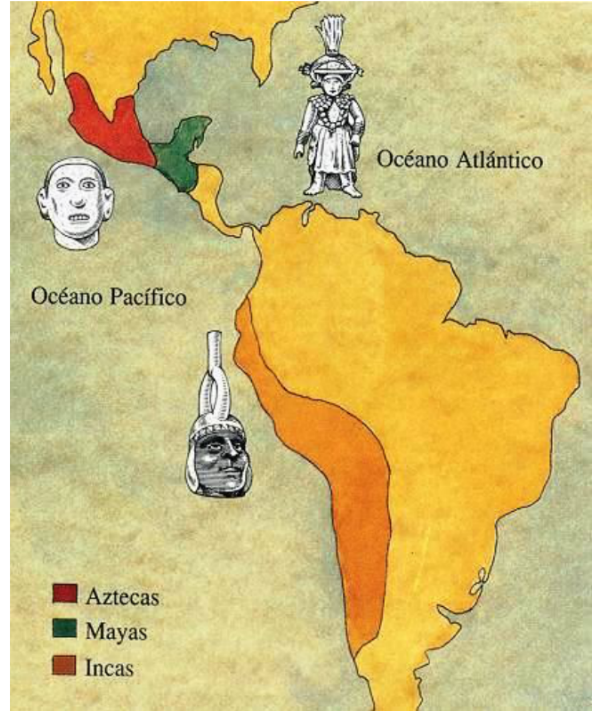 Océano Atlántico
Océano Pacífico
Aztecas
Mayas
Incas